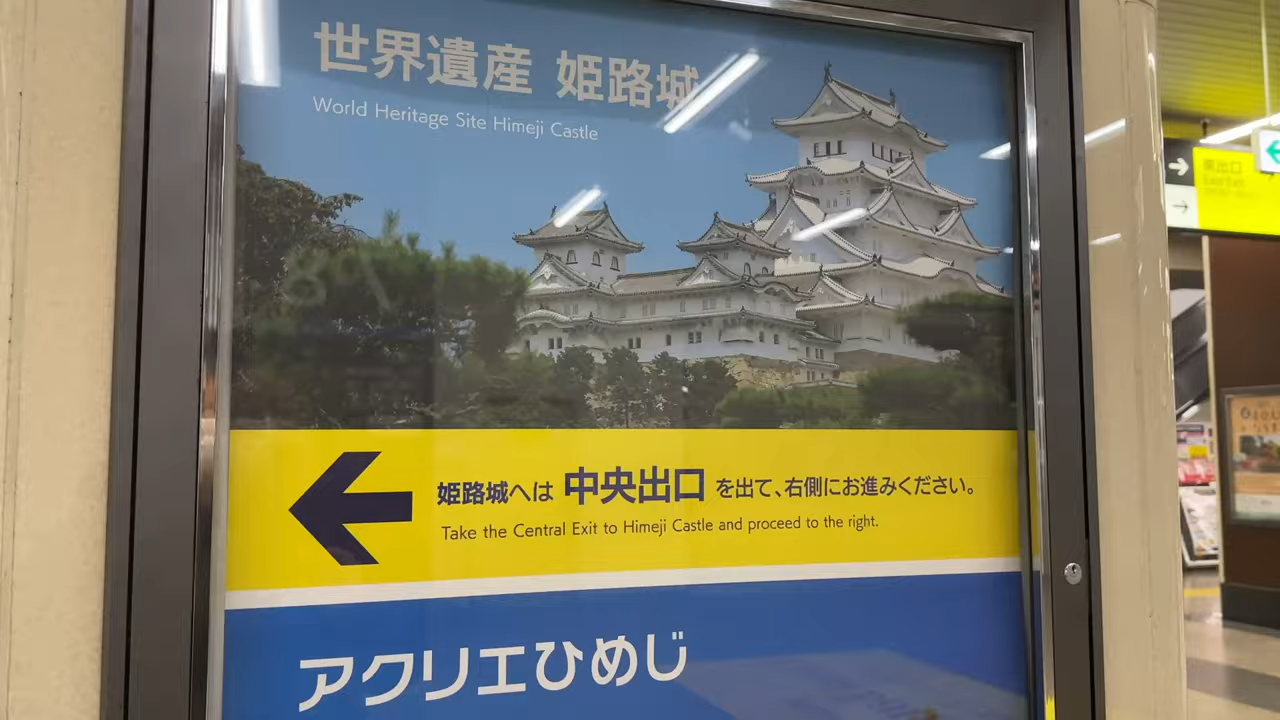 世界遺産 姫路城
World Heritage Site Himeji Castle
姫路城へは 中央出口 を出て、右側にお進みください。
Take the Central Exit to Himeji Castle and proceed to the right.
アクリエひめじ
東出口
East Exit